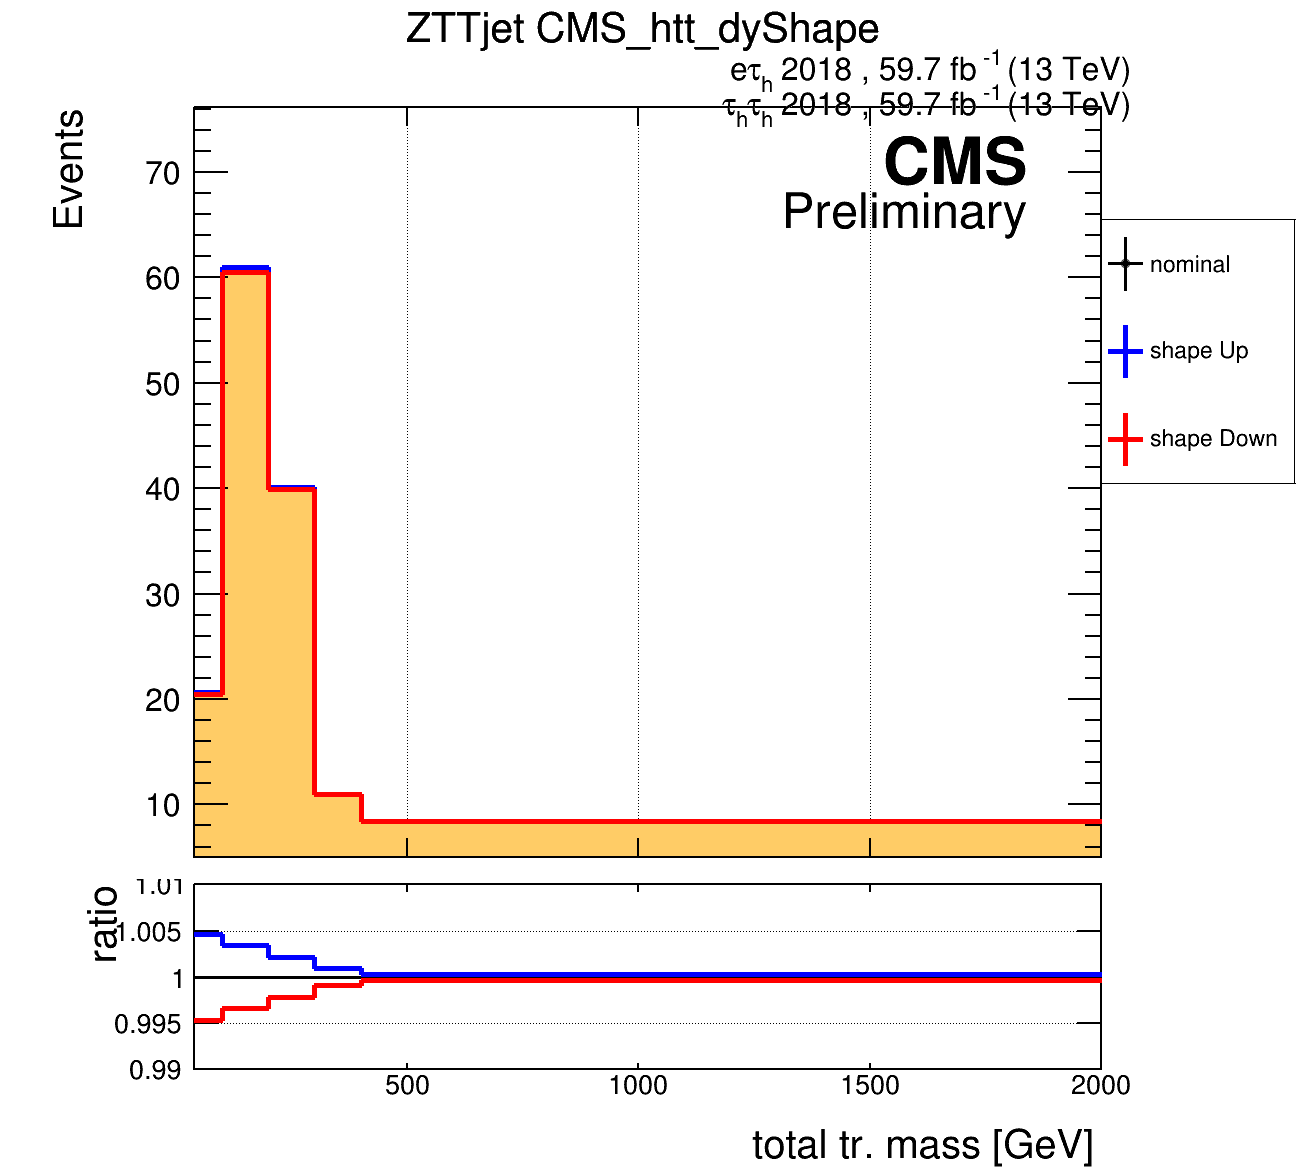 ZTTjet CMS_htt_dyShape
eτh 2018 , 59.7 fb-1 (13 TeV)
τhτh 2018 , 59.7 fb-1 (13 TeV)
CMS
Preliminary
Events
70
60
50
40
30
20
10
nominal
shape Up
shape Down
ratio
1.01
1.005
1
0.995
0.99
500
1000
1500
2000
total tr. mass [GeV]